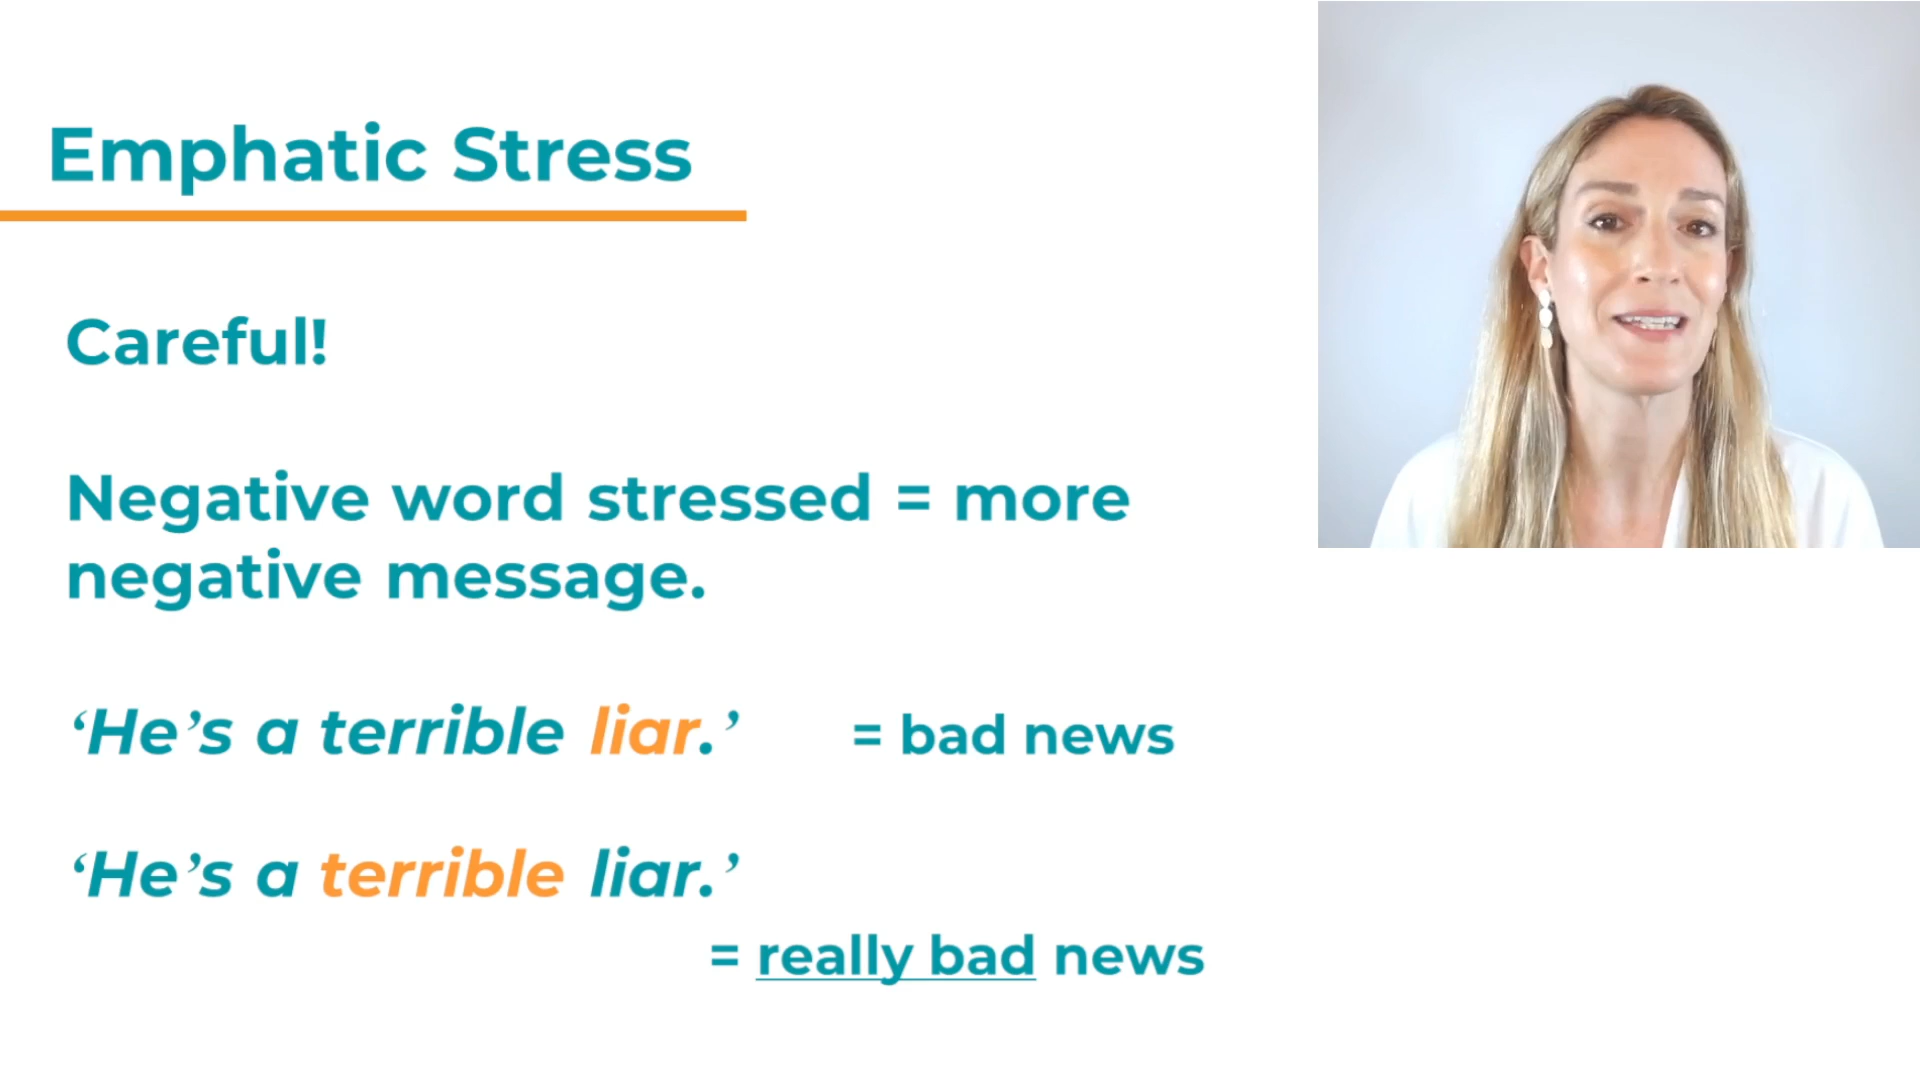 Emphatic Stress
Careful!
Negative word stressed = more
negative message.
‘He’s a terrible liar.’ = bad news
‘He’s a terrible liar.’
= really bad news